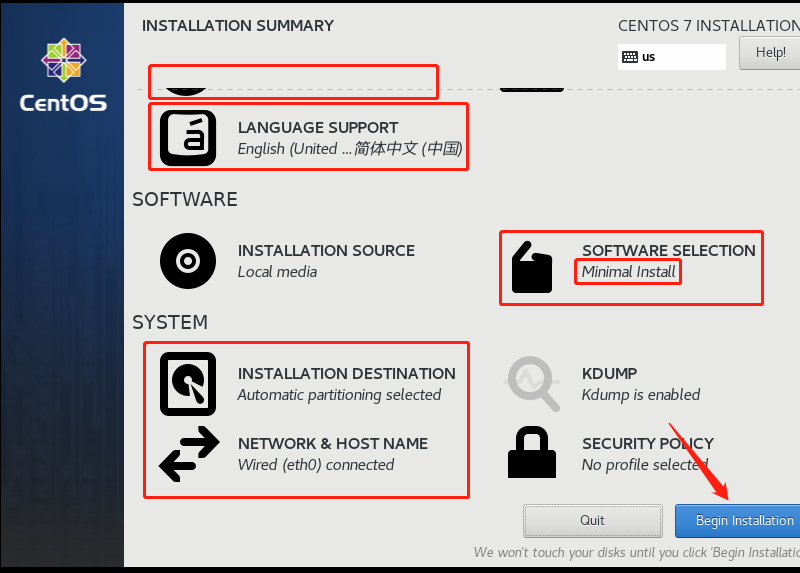 INSTALLATION SUMMARY
CENTOS 7 INSTALLATION
us
Help!
CentOS
LANGUAGE SUPPORT
English (United ...简体中文 (中国)
SOFTWARE
INSTALLATION SOURCE
Local media
SOFTWARE SELECTION
Minimal Install
SYSTEM
INSTALLATION DESTINATION
Automatic partitioning selected
KDUMP
Kdump is enabled
NETWORK & HOST NAME
Wired (eth0) connected
SECURITY POLICY
No profile selected
Quit
Begin Installation
We won't touch your disks until you click 'Begin Installatio